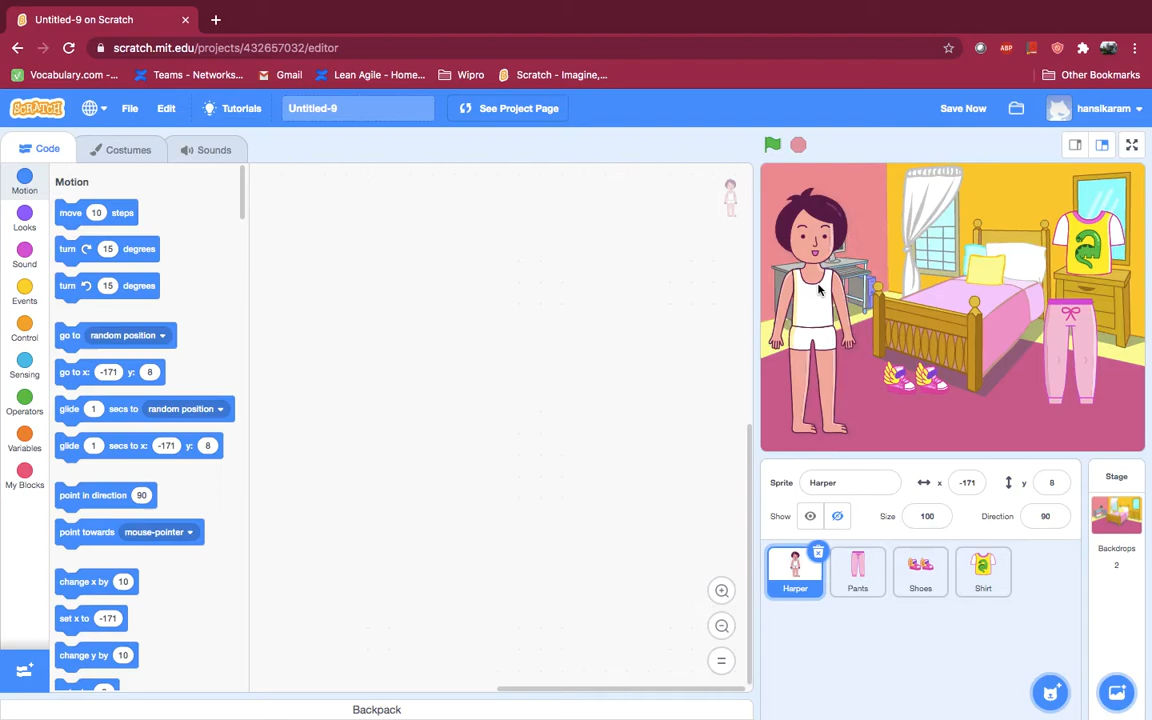 Untitled-9 on Scratch
scratch.mit.edu/projects/432657032/editor
ABP
Vocabulary.com -...
Teams - Networks...
Gmail
Lean Agile - Home...
Wipro
Scratch - Imagine,...
Other Bookmarks
SCRATCH
File
Edit
Tutorials
Untitled-9
See Project Page
Save Now
hansikaram
Code
Costumes
Sounds
Motion
Looks
Sound
Events
Control
Sensing
Operators
Variables
My Blocks
Motion
move 10 steps
turn 15 degrees
turn 15 degrees
go to random position
go to x: -171 y: 8
glide 1 secs to random position
glide 1 secs to x: -171 y: 8
point in direction 90
point towards mouse-pointer
change x by 10
set x to -171
change y by 10
Backpack
Sprite Harper x -171 y 8
Show Size 100 Direction 90
Harper
Pants
Shoes
Shirt
Stage
Backdrops
2